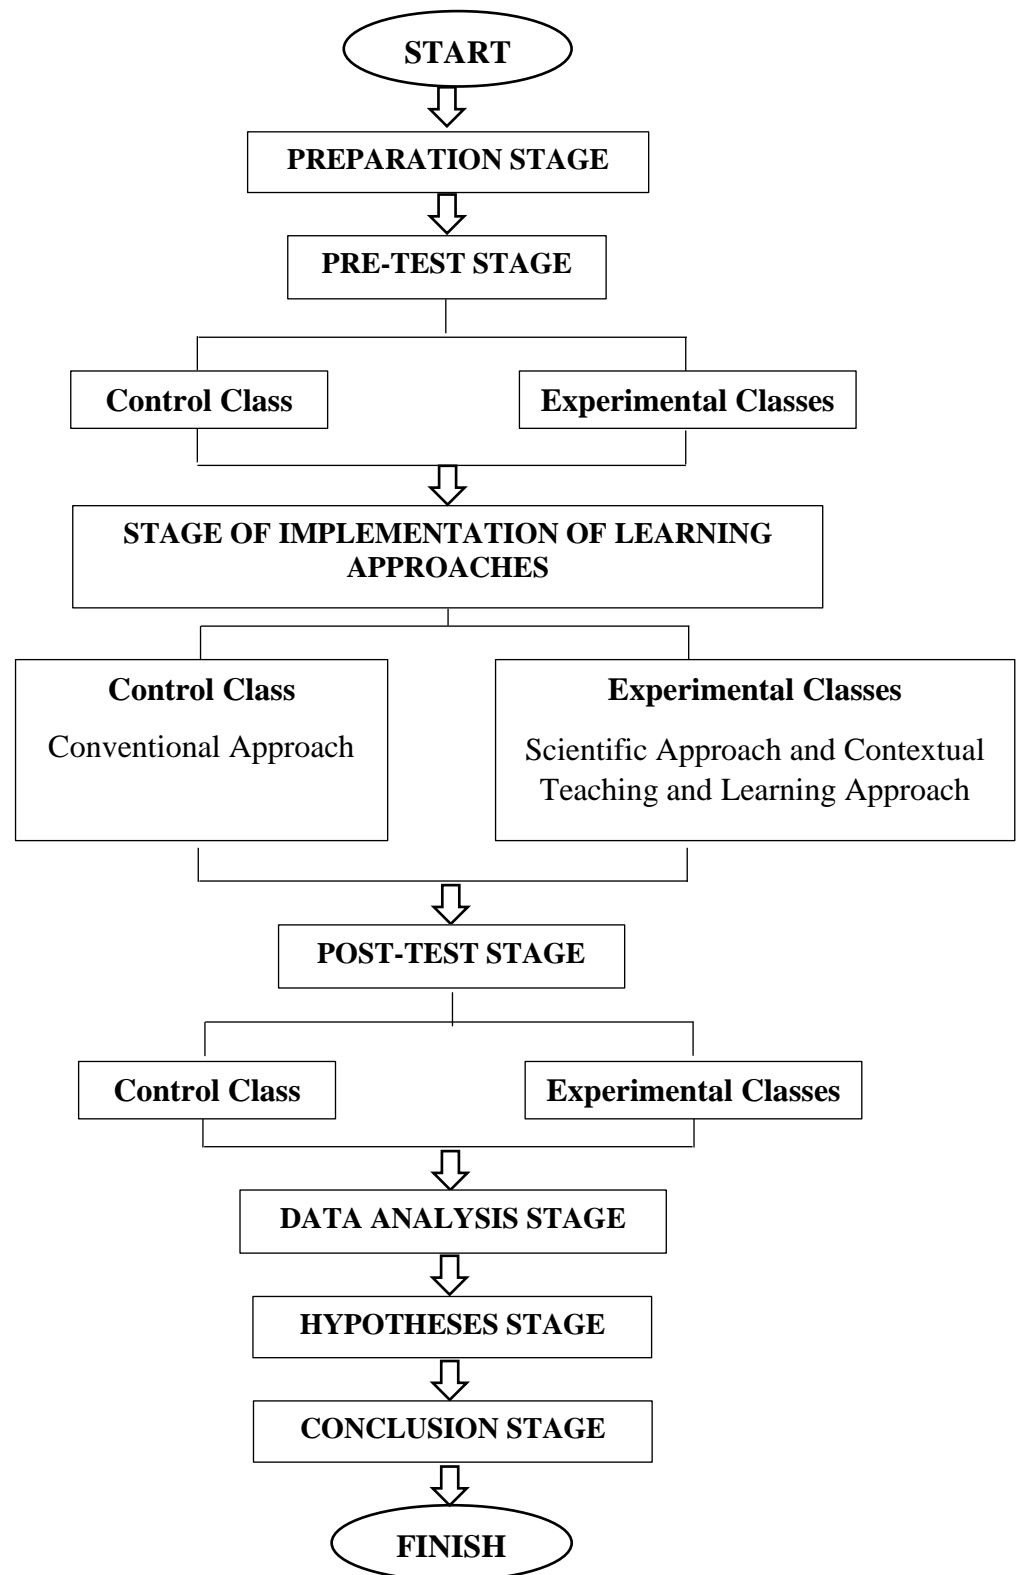 START
PREPARATION STAGE
PRE-TEST STAGE
Control Class
Experimental Classes
STAGE OF IMPLEMENTATION OF LEARNING
APPROACHES
Control Class
Conventional Approach
Experimental Classes
Scientific Approach and Contextual
Teaching and Learning Approach
POST-TEST STAGE
Control Class
Experimental Classes
DATA ANALYSIS STAGE
HYPOTHESES STAGE
CONCLUSION STAGE
FINISH